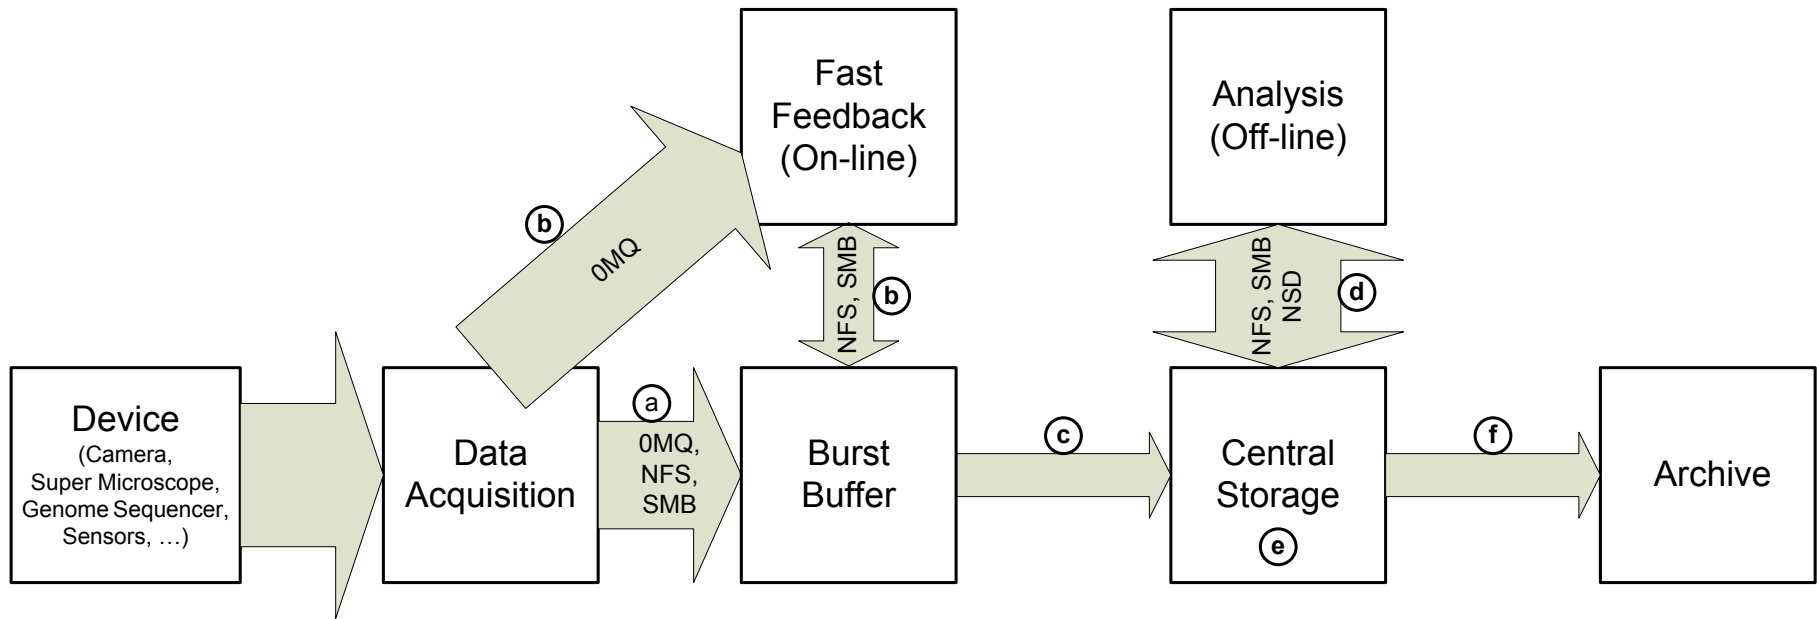 Fast
Feedback
(On-line)
Analysis
(Off-line)
b
0MQ
NFS, SMB
b
NFS, SMB
NSD
d
Device
(Camera,
Super Microscope,
Genome Sequencer,
Sensors, …)
Data
Acquisition
a
0MQ,
NFS,
SMB
Burst
Buffer
c
Central
Storage
e
f
Archive